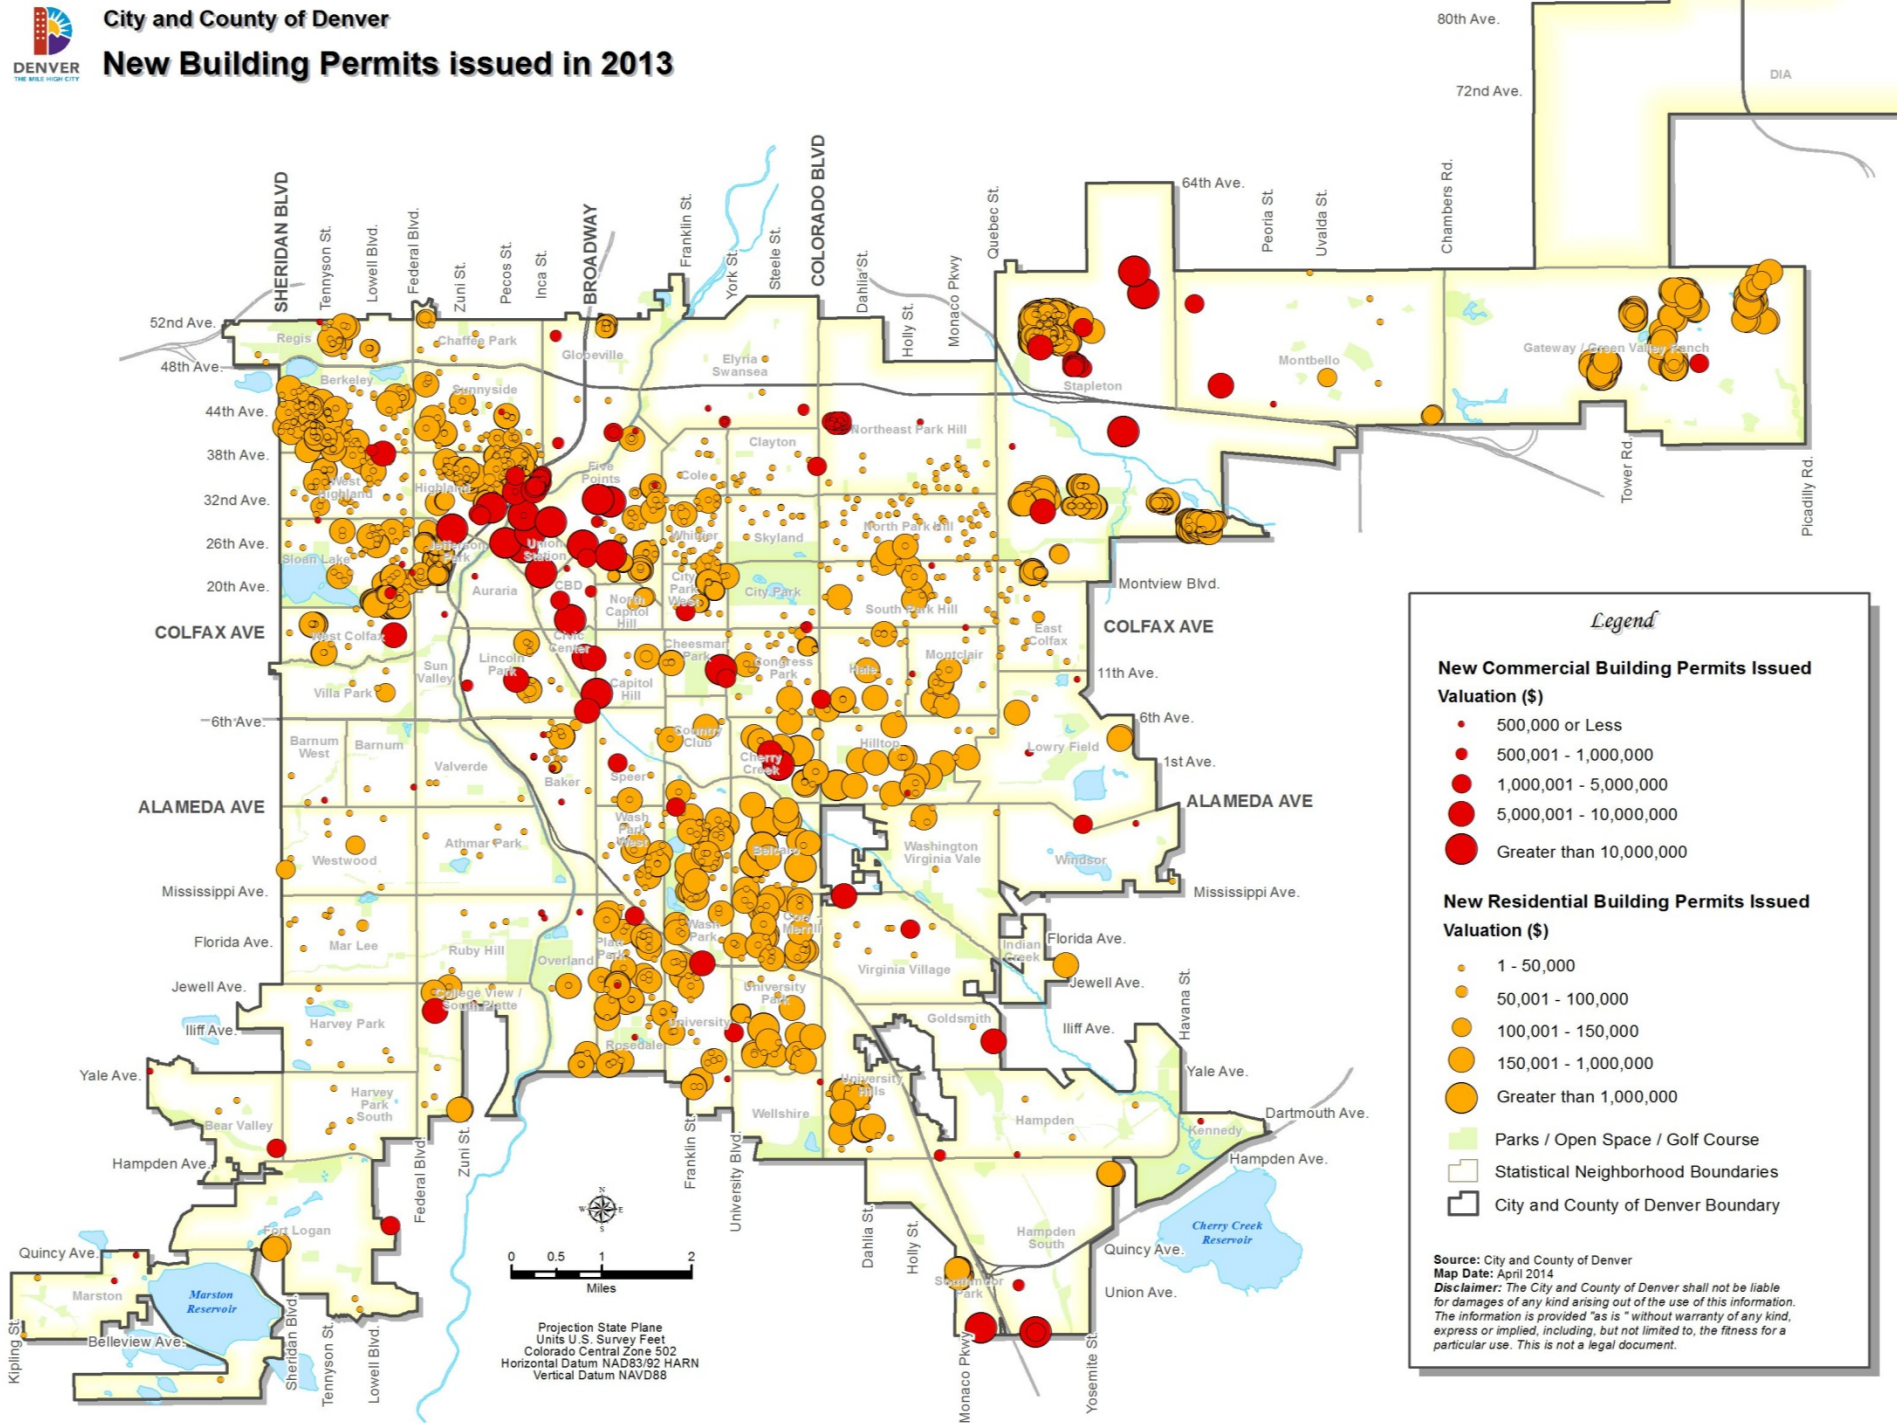 City and County of Denver
New Building Permits issued in 2013
DENVER
THE MILE HIGH CITY
80th Ave.
72nd Ave.
DIA
64th Ave.
SHERIDAN BLVD
Tennyson St.
Lowell Blvd.
Federal Blvd.
Zuni St.
Pecos St.
Inca St.
BROADWAY
Franklin St.
York St.
Steele St.
COLORADO BLVD
Dahlia St.
Holly St.
Monaco Pkwy
Quebec St.
Peoria St.
Uvalda St.
Chambers Rd.
Tower Rd.
Picadilly Rd.
52nd Ave.
48th Ave.
44th Ave.
38th Ave.
32nd Ave.
26th Ave.
20th Ave.
COLFAX AVE
6th Ave.
ALAMEDA AVE
Mississippi Ave.
Florida Ave.
Jewell Ave.
Iliff Ave.
Yale Ave.
Hampden Ave.
Quincy Ave.
Belleview Ave.
Regis
Chaffee Park
Globeville
Elyria
Swansea
Berkeley
Sunnyside
Stapleton
Montbello
Gateway / Green Valley Ranch
Northeast Park Hill
Clayton
Cole
Five
Points
West
Highland
Highland
North Park Hill
Skyland
Whittier
Union
Station
Jefferson
Park
Sloan Lake
Auraria
CBD
North
Capitol
Hill
City
Park
West
City Park
South Park Hill
Montview Blvd.
COLFAX AVE
East
Colfax
West Colfax
Civic
Center
Cheesman
Park
Congress
Park
Hale
Montclair
11th Ave.
Sun
Valley
Lincoln
Park
Capitol
Hill
Villa Park
6th Ave.
Barnum
West
Barnum
Valverde
Baker
Speer
Country
Club
Cherry
Creek
Hilltop
Lowry Field
1st Ave.
ALAMEDA AVE
Wash
Park
West
Belcaro
Washington
Virginia Vale
Windsor
Westwood
Athmar Park
Mississippi Ave.
Mar Lee
Ruby Hill
Overland
Platt
Park
Wash
Park
Cory
Merrill
Virginia Village
Indian
Creek
Florida Ave.
Jewell Ave.
College View /
South Platte
University
Park
University
Rosedale
Harvey Park
Goldsmith
Iliff Ave.
Havana St.
Yale Ave.
Harvey
Park
South
Bear Valley
University
Hills
Wellshire
Hampden
Kennedy
Dartmouth Ave.
Hampden Ave.
Fort Logan
Hampden
South
Southmoor
Park
Cherry Creek
Reservoir
Quincy Ave.
Union Ave.
Marston
Marston
Reservoir
Kipling St.
Sheridan Blvd.
Tennyson St.
Lowell Blvd.
Federal Blvd.
Zuni St.
Franklin St.
University Blvd.
Dahlia St.
Holly St.
Monaco Pkwy
Yosemite St.
N
W E
S
0 0.5 1 2
Miles
Projection State Plane
Units U.S. Survey Feet
Colorado Central Zone 502
Horizontal Datum NAD83/92 HARN
Vertical Datum NAVD88
Legend
New Commercial Building Permits Issued
Valuation ($)
500,000 or Less
500,001 - 1,000,000
1,000,001 - 5,000,000
5,000,001 - 10,000,000
Greater than 10,000,000
New Residential Building Permits Issued
Valuation ($)
1 - 50,000
50,001 - 100,000
100,001 - 150,000
150,001 - 1,000,000
Greater than 1,000,000
Parks / Open Space / Golf Course
Statistical Neighborhood Boundaries
City and County of Denver Boundary
Source: City and County of Denver
Map Date: April 2014
Disclaimer: The City and County of Denver shall not be liable
for damages of any kind arising out of the use of this information.
The information is provided "as is " without warranty of any kind,
express or implied, including, but not limited to, the fitness for a
particular use. This is not a legal document.